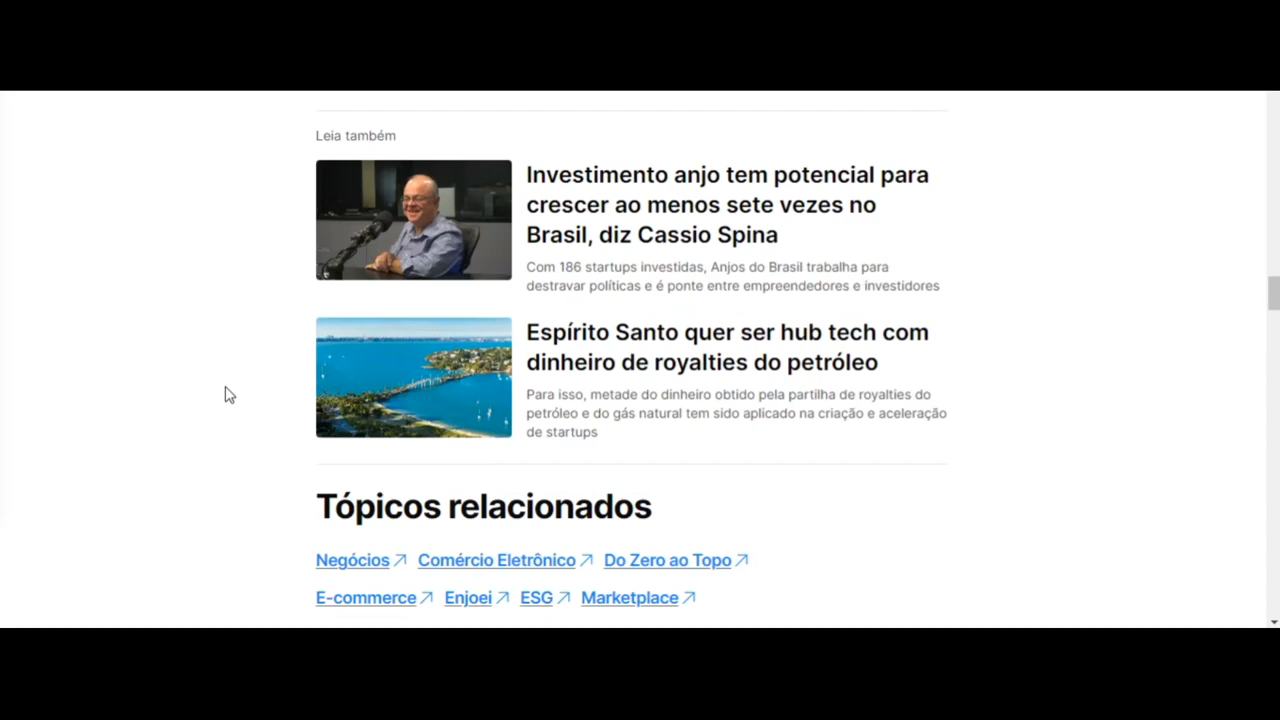 Leia também
Investimento anjo tem potencial para
crescer ao menos sete vezes no
Brasil, diz Cassio Spina
Com 186 startups investidas, Anjos do Brasil trabalha para
destravar políticas e é ponte entre empreendedores e investidores
Espírito Santo quer ser hub tech com
dinheiro de royalties do petróleo
Para isso, metade do dinheiro obtido pela partilha de royalties do
petróleo e do gás natural tem sido aplicado na criação e aceleração
de startups
Tópicos relacionados
Negócios Comércio Eletrônico Do Zero ao Topo
E-commerce Enjoei ESG Marketplace